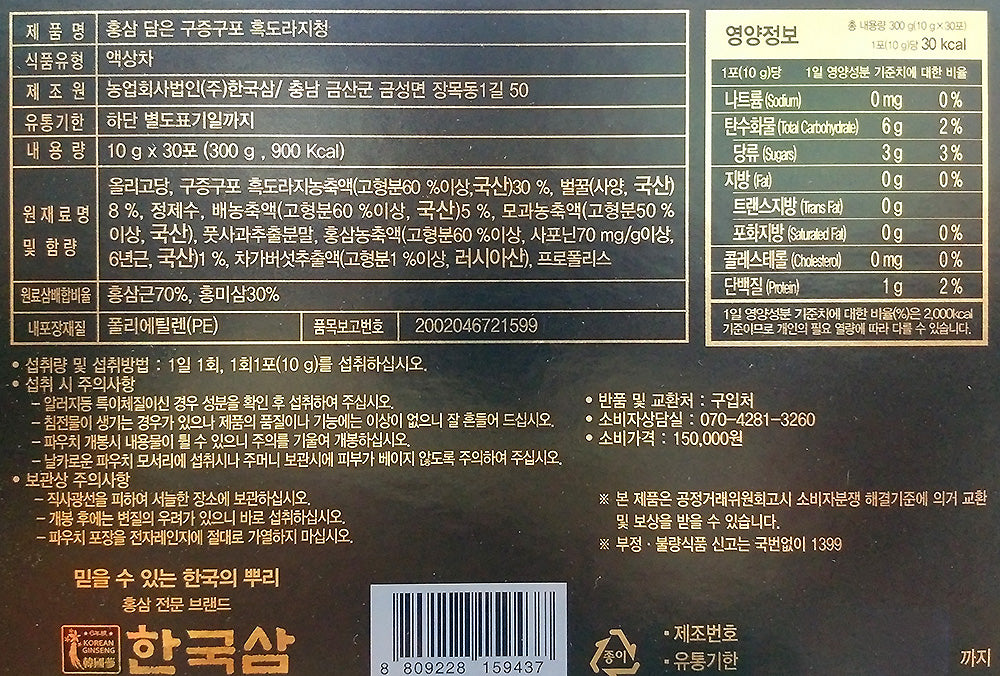 제 품 명 홍삼 담은 구증구포 흑도라지청
식품유형 액상차
제 조 원 농업회사법인(주)한국삼/ 충남 금산군 금성면 장목동1길 50
유통기한 하단 별도표기일까지
내 용 량 10 g x 30포 (300 g , 900 Kcal)
원재료명 및 함량
올리고당, 구증구포 흑도라지농축액(고형분60 %이상,국산)30 %, 벌꿀(사양, 국산)
8 %, 정제수, 배농축액(고형분60 %이상, 국산)5 %, 모과농축액(고형분50 %
이상, 국산), 풋사과추출분말, 홍삼농축액(고형분60 %이상, 사포닌70 mg/g이상,
6년근, 국산)1 %, 차가버섯추출액(고형분1 %이상, 러시아산), 프로폴리스
원료삼배합비율 홍삼근70%, 홍미삼30%
내포장재질 폴리에틸렌(PE) 품목보고번호 2002046721599
영양정보
총 내용량 300 g(10 g×30포)
1포(10 g)당 30 kcal
1포(10 g)당 1일 영양성분 기준치에 대한 비율
나트륨 (Sodium) 0 mg 0 %
탄수화물 (Total Carbohydrate) 6 g 2 %
당류 (Sugars) 3 g 3 %
지방 (Fat) 0 g 0 %
트랜스지방 (Trans Fat) 0 g
포화지방 (Saturated Fat) 0 g 0 %
콜레스테롤 (Cholesterol) 0 mg 0 %
단백질 (Protein) 1 g 2 %
1일 영양성분 기준치에 대한 비율(%)은 2,000kcal
기준이므로 개인의 필요 열량에 따라 다를 수 있습니다.
• 섭취량 및 섭취방법 : 1일 1회, 1회1포(10 g)를 섭취하십시오.
• 섭취 시 주의사항
– 알러지등 특이체질이신 경우 성분을 확인 후 섭취하여 주십시오.
– 침전물이 생기는 경우가 있으나 제품의 품질이나 기능에는 이상이 없으니 잘 흔들어 드십시오.
– 파우치 개봉시 내용물이 튈 수 있으니 주의를 기울여 개봉하십시오.
– 날카로운 파우치 모서리에 섭취시나 주머니 보관시에 피부가 베이지 않도록 주의하여 주십시오.
• 보관상 주의사항
– 직사광선을 피하여 서늘한 장소에 보관하십시오.
– 개봉 후에는 변질의 우려가 있으니 바로 섭취하십시오.
– 파우치 포장을 전자레인지에 절대로 가열하지 마십시오.
• 반품 및 교환처 : 구입처
• 소비자상담실 : 070-4281-3260
• 소비가격 : 150,000원
※ 본 제품은 공정거래위원회고시 소비자분쟁 해결기준에 의거 교환
및 보상을 받을 수 있습니다.
※ 부정 · 불량식품 신고는 국번없이 1399
믿을 수 있는 한국의 뿌리
홍삼 전문 브랜드
• 6年根 •
KOREAN
GINSENG
韓國蔘
한국삼
8 809228 159437
종이
· 제조번호
· 유통기한 까지